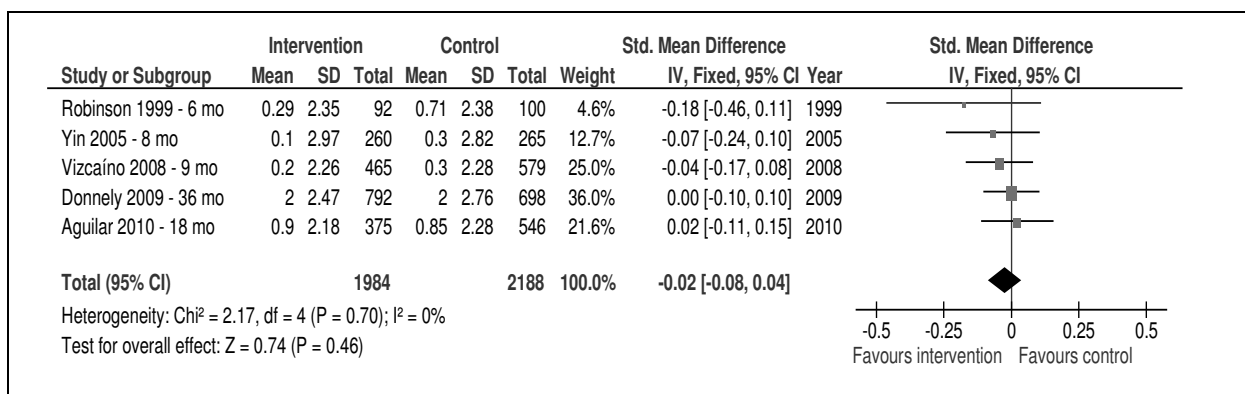 Intervention Control Std. Mean Difference Std. Mean Difference
Study or Subgroup Mean SD Total Mean SD Total Weight IV, Fixed, 95% CI Year IV, Fixed, 95% CI
Robinson 1999 - 6 mo 0.29 2.35 92 0.71 2.38 100 4.6% -0.18 [-0.46, 0.11] 1999
Yin 2005 - 8 mo 0.1 2.97 260 0.3 2.82 265 12.7% -0.07 [-0.24, 0.10] 2005
Vizcaíno 2008 - 9 mo 0.2 2.26 465 0.3 2.28 579 25.0% -0.04 [-0.17, 0.08] 2008
Donnely 2009 - 36 mo 2 2.47 792 2 2.76 698 36.0% 0.00 [-0.10, 0.10] 2009
Aguilar 2010 - 18 mo 0.9 2.18 375 0.85 2.28 546 21.6% 0.02 [-0.11, 0.15] 2010
Total (95% CI) 1984 2188 100.0% -0.02 [-0.08, 0.04]
Heterogeneity: Chi² = 2.17, df = 4 (P = 0.70); I² = 0%
Test for overall effect: Z = 0.74 (P = 0.46)
-0.5 -0.25 0 0.25 0.5
Favours intervention Favours control